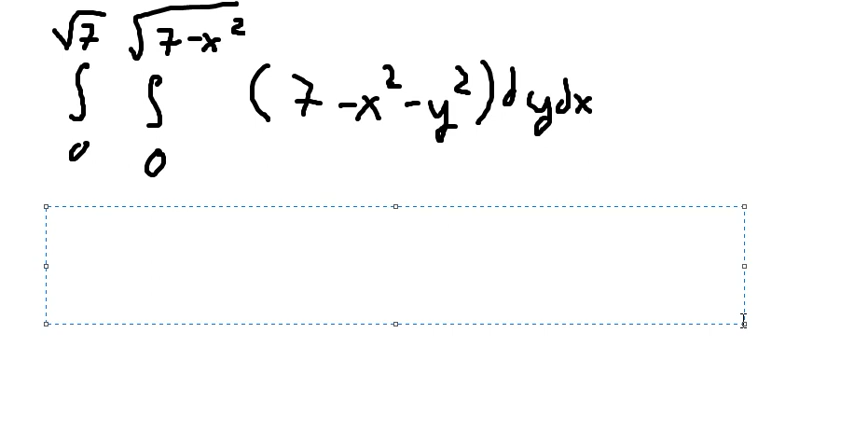 √7 √7-x²
∫ ∫ (7-x²-y²)dydx
0 0